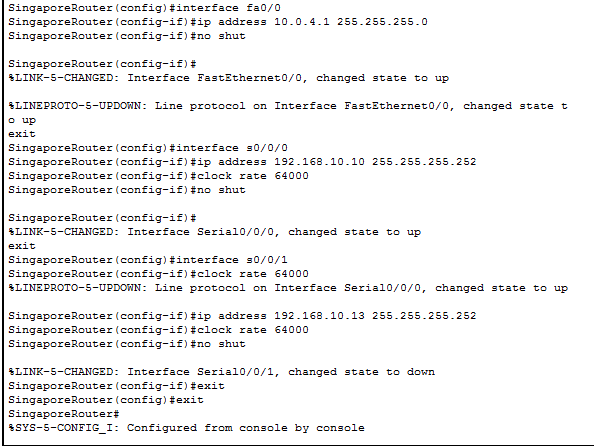 SingaporeRouter(config)#interface fa0/0
SingaporeRouter(config-if)#ip address 10.0.4.1 255.255.255.0
SingaporeRouter(config-if)#no shut
SingaporeRouter(config-if)#
%LINK-5-CHANGED: Interface FastEthernet0/0, changed state to up
%LINEPROTO-5-UPDOWN: Line protocol on Interface FastEthernet0/0, changed state t
o up
exit
SingaporeRouter(config)#interface s0/0/0
SingaporeRouter(config-if)#ip address 192.168.10.10 255.255.255.252
SingaporeRouter(config-if)#clock rate 64000
SingaporeRouter(config-if)#no shut
SingaporeRouter(config-if)#
%LINK-5-CHANGED: Interface Serial0/0/0, changed state to up
exit
SingaporeRouter(config)#interface s0/0/1
SingaporeRouter(config-if)#clock rate 64000
%LINEPROTO-5-UPDOWN: Line protocol on Interface Serial0/0/0, changed state to up
SingaporeRouter(config-if)#ip address 192.168.10.13 255.255.255.252
SingaporeRouter(config-if)#clock rate 64000
SingaporeRouter(config-if)#no shut
%LINK-5-CHANGED: Interface Serial0/0/1, changed state to down
SingaporeRouter(config-if)#exit
SingaporeRouter(config)#exit
SingaporeRouter#
%SYS-5-CONFIG_I: Configured from console by console